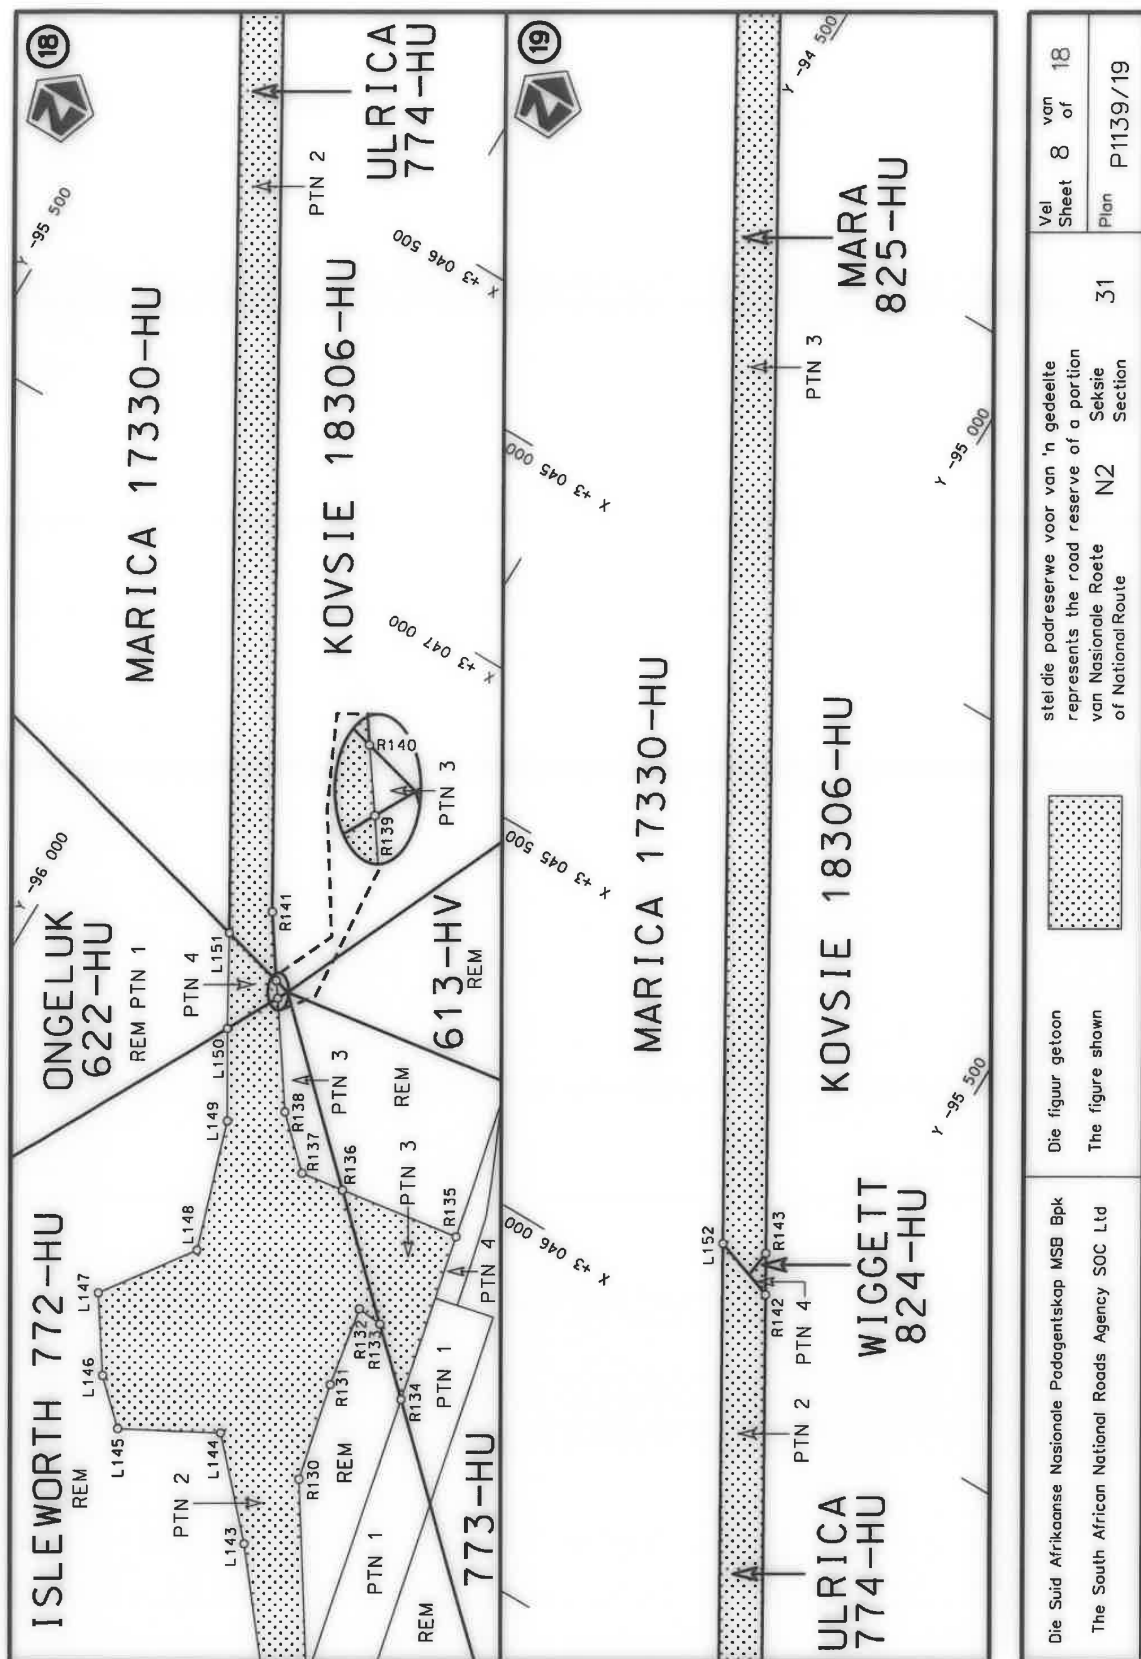 18
ISLEWORTH 772-HU
REM
ONGELUK
622-HU
REM PTN 1
MARICA 17330-HU
Y -96 000
Y -95 500
L143
L144
L145
L146
L147
L148
L149
L150
L151
PTN 2
PTN 4
R130
R131
R132
R133
R134
R135
R136
R137
R138
R139
R140
R141
PTN 3
PTN 3
PTN 3
REM
REM
REM
PTN 1
PTN 1
PTN 4
773-HU
613-HV
REM
KOVSIE 18306-HU
PTN 2
ULRICA
774-HU
X +3 047 000
X +3 046 500
19
X +3 046 000
X +3 045 500
X +3 045 000
MARICA 17330-HU
Y -94 500
L152
R142
R143
ULRICA
774-HU
PTN 2
PTN 4
WIGGETT
824-HU
KOVSIE 18306-HU
PTN 3
MARA
825-HU
Y -95 500
Y -95 000
Die Suid Afrikaanse Nasionale Padagentskap MSB Bpk
The South African National Roads Agency SOC Ltd
Die figuur getoon
The figure shown
stel die padreserwe voor van 'n gedeelte
represents the road reserve of a portion
van Nasionale Roete N2 Seksie 31
of National Route Section
Vel 8 van 18
Sheet of
Plan P1139/19